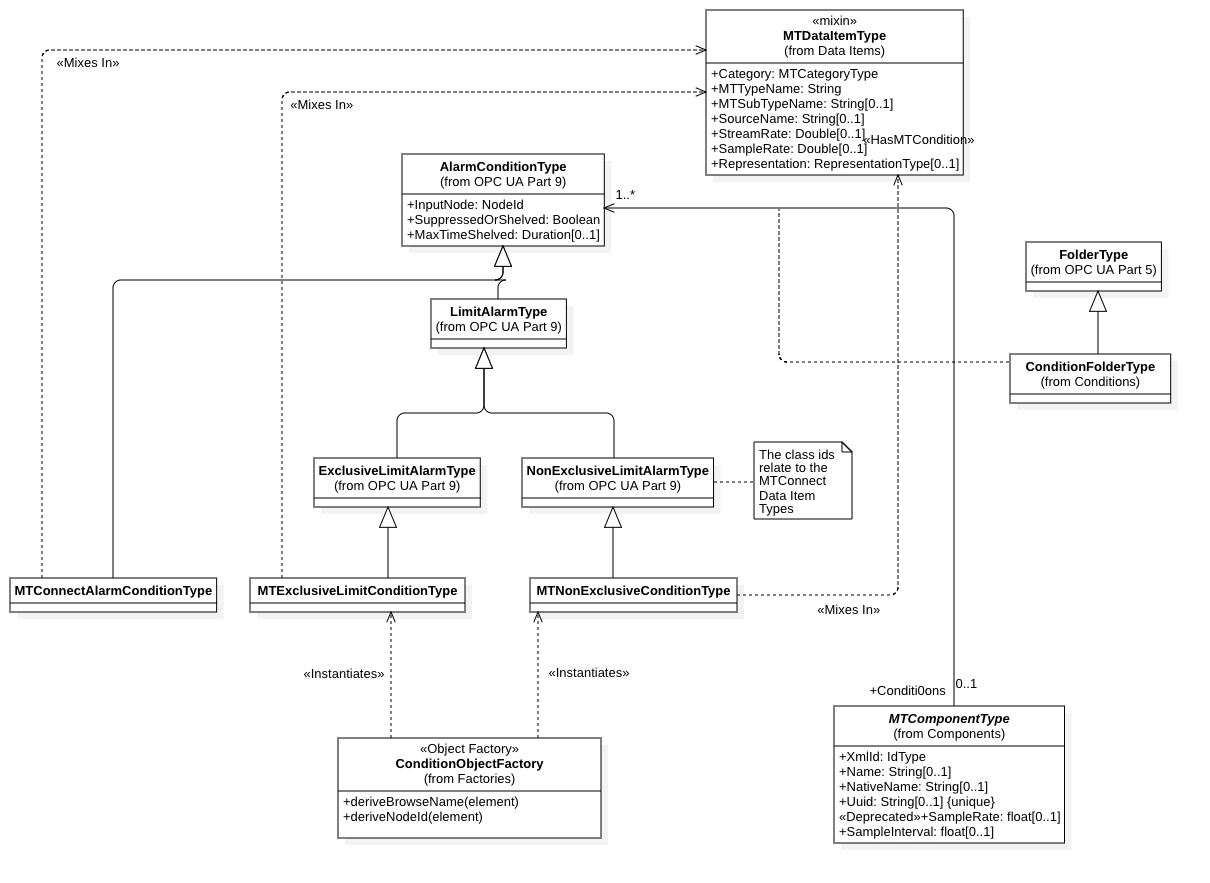 «mixin»
MTDataItemType
(from Data Items)
«Mixes In»
+Category: MTCategoryType
+MTTypeName: String
+MTSubTypeName: String[0..1]
«Mixes In»
+SourceName: String[0..1]
+StreamRate: Double[0..1]
«HasMTCondition»
+SampleRate: Double[0..1]
+Representation: RepresentationType[0..1]
AlarmConditionType
(from OPC UA Part 9)
1..*
+InputNode: NodeId
+SuppressedOrShelved: Boolean
+MaxTimeShelved: Duration[0..1]
FolderType
(from OPC UA Part 5)
LimitAlarmType
(from OPC UA Part 9)
ConditionFolderType
(from Conditions)
ExclusiveLimitAlarmType
(from OPC UA Part 9)
NonExclusiveLimitAlarmType
(from OPC UA Part 9)
The class ids
relate to the
MTConnect
Data Item
Types
MTConnectAlarmConditionType
MTExclusiveLimitConditionType
MTNonExclusiveConditionType
«Mixes In»
«Instantiates»
«Instantiates»
+Conditi0ons
0..1
MTComponentType
(from Components)
+XmlId: IdType
+Name: String[0..1]
+NativeName: String[0..1]
+Uuid: String[0..1] {unique}
«Deprecated»+SampleRate: float[0..1]
+SampleInterval: float[0..1]
«Object Factory»
ConditionObjectFactory
(from Factories)
+deriveBrowseName(element)
+deriveNodeId(element)